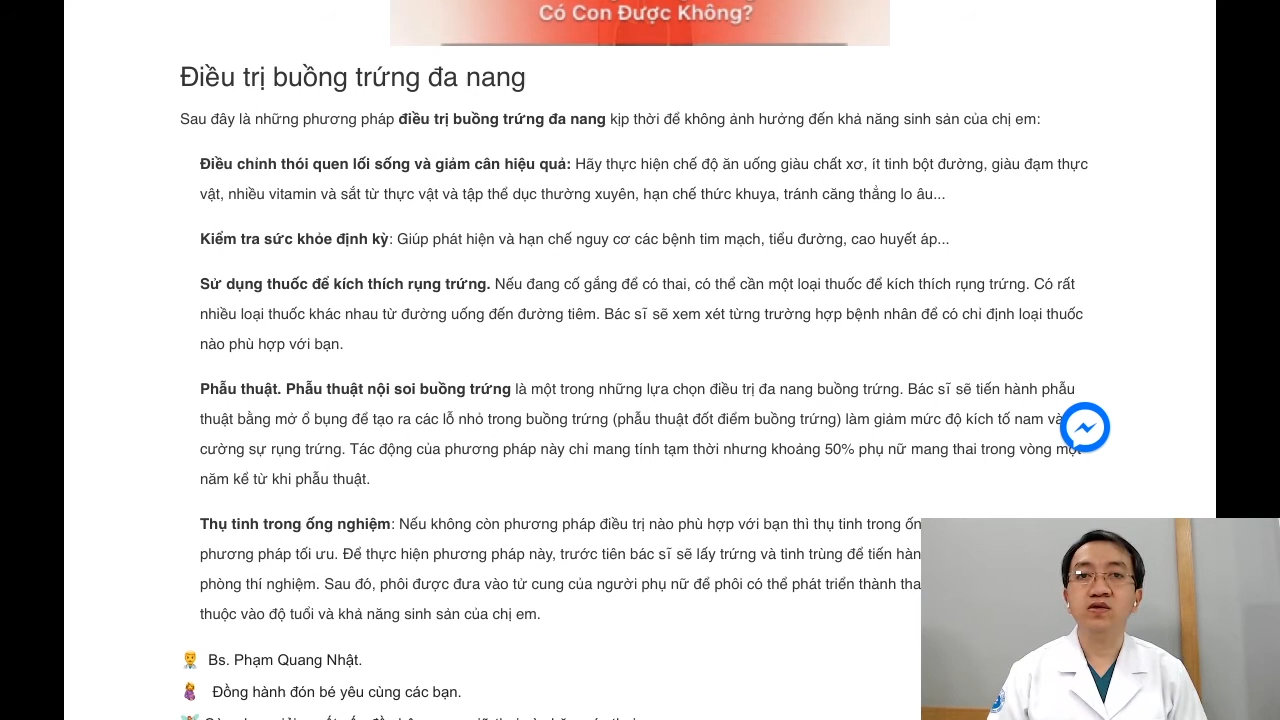 Có Con Được Không?
Điều trị buồng trứng đa nang
Sau đây là những phương pháp điều trị buồng trứng đa nang kịp thời để không ảnh hưởng đến khả năng sinh sản của chị em:
Điều chỉnh thói quen lối sống và giảm cân hiệu quả: Hãy thực hiện chế độ ăn uống giàu chất xơ, ít tinh bột đường, giàu đạm thực
vật, nhiều vitamin và sắt từ thực vật và tập thể dục thường xuyên, hạn chế thức khuya, tránh căng thẳng lo âu...
Kiểm tra sức khỏe định kỳ: Giúp phát hiện và hạn chế nguy cơ các bệnh tim mạch, tiểu đường, cao huyết áp...
Sử dụng thuốc để kích thích rụng trứng. Nếu đang cố gắng để có thai, có thể cần một loại thuốc để kích thích rụng trứng. Có rất
nhiều loại thuốc khác nhau từ đường uống đến đường tiêm. Bác sĩ sẽ xem xét từng trường hợp bệnh nhân để có chỉ định loại thuốc
nào phù hợp với bạn.
Phẫu thuật. Phẫu thuật nội soi buồng trứng là một trong những lựa chọn điều trị đa nang buồng trứng. Bác sĩ sẽ tiến hành phẫu
thuật bằng mở ổ bụng để tạo ra các lỗ nhỏ trong buồng trứng (phẫu thuật đốt điểm buồng trứng) làm giảm mức độ kích tố nam và
cường sự rụng trứng. Tác động của phương pháp này chỉ mang tính tạm thời nhưng khoảng 50% phụ nữ mang thai trong vòng một
năm kể từ khi phẫu thuật.
Thụ tinh trong ống nghiệm: Nếu không còn phương pháp điều trị nào phù hợp với bạn thì thụ tinh trong
phương pháp tối ưu. Để thực hiện phương pháp này, trước tiên bác sĩ sẽ lấy trứng và tinh trùng để tiến
phòng thí nghiệm. Sau đó, phôi được đưa vào tử cung của người phụ nữ để phôi có thể phát triển thành
thuộc vào độ tuổi và khả năng sinh sản của chị em.
Bs. Phạm Quang Nhật.
Đồng hành đón bé yêu cùng các bạn.